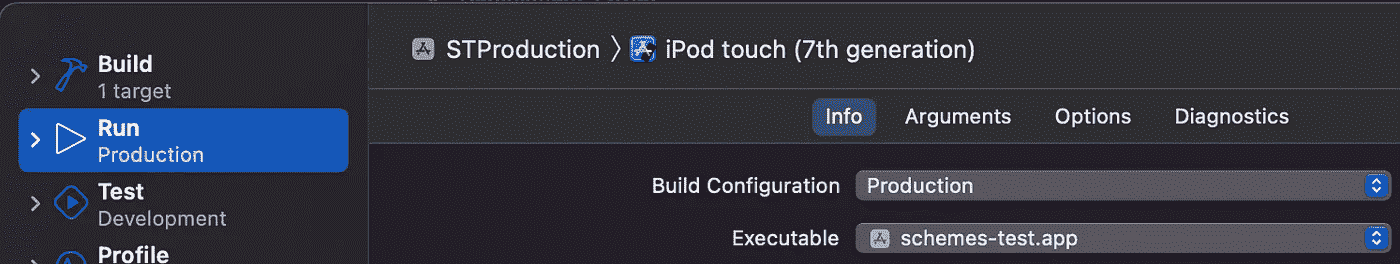 STProduction 〉 iPod touch (7th generation)
Build
1 target
Run
Production
Test
Development
Profile
Info Arguments Options Diagnostics
Build Configuration Production
Executable schemes-test.app